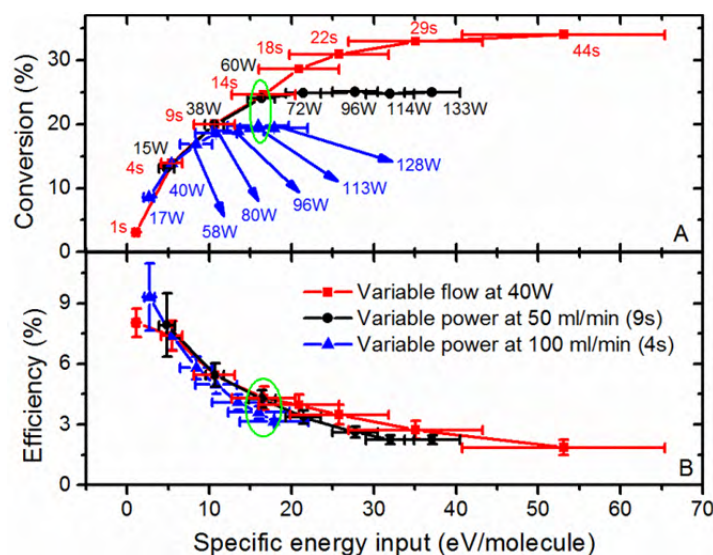 29s
22s
18s
44s
60W
14s
9s
38W
72W
96W
114W
133W
15W
128W
4s
40W
113W
96W
1s
17W
80W
58W
A
Conversion (%)
30
20
10
0
Variable flow at 40W
Variable power at 50 ml/min (9s)
Variable power at 100 ml/min (4s)
B
Efficiency (%)
9
6
3
0
0 10 20 30 40 50 60 70
Specific energy input (eV/molecule)